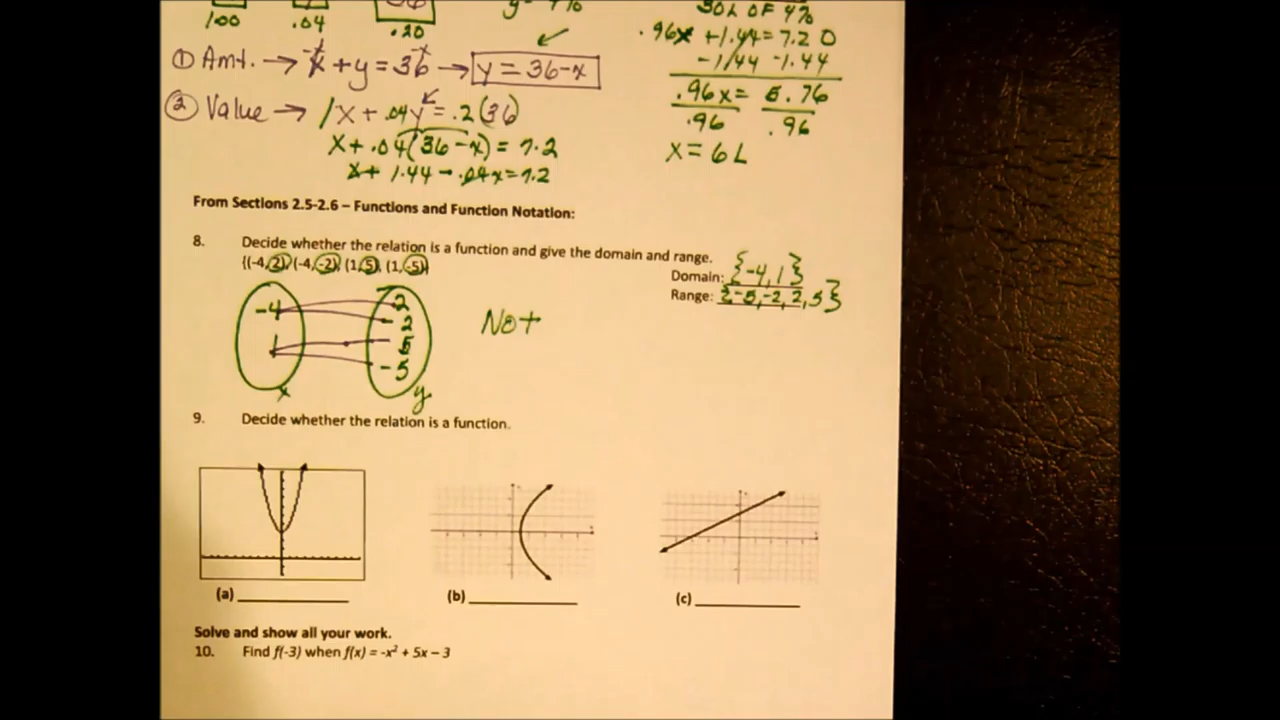 1.00 .04 .20
30L OF 4%
.96x + 1.44 = 7.20
① Amt. → x + y = 36 → y = 36-x
-x -x
-1.44 -1.44
.96x = 5.76
.96 .96
② Value → 1x + .04y = .2(36)
x + .04(36-x) = 7.2
x = 6L
x + 1.44 - .04x = 7.2
From Sections 2.5-2.6 – Functions and Function Notation:
8. Decide whether the relation is a function and give the domain and range.
{(-4,2),(-4,-2),(1,5),(1,-5)}
Domain: {-4,1}
Range: {-5,-2,2,5}
-4
1
x
2
-2
5
-5
y
Not
9. Decide whether the relation is a function.
(a) (b) (c)
Solve and show all your work.
10. Find f(-3) when f(x) = -x² + 5x – 3